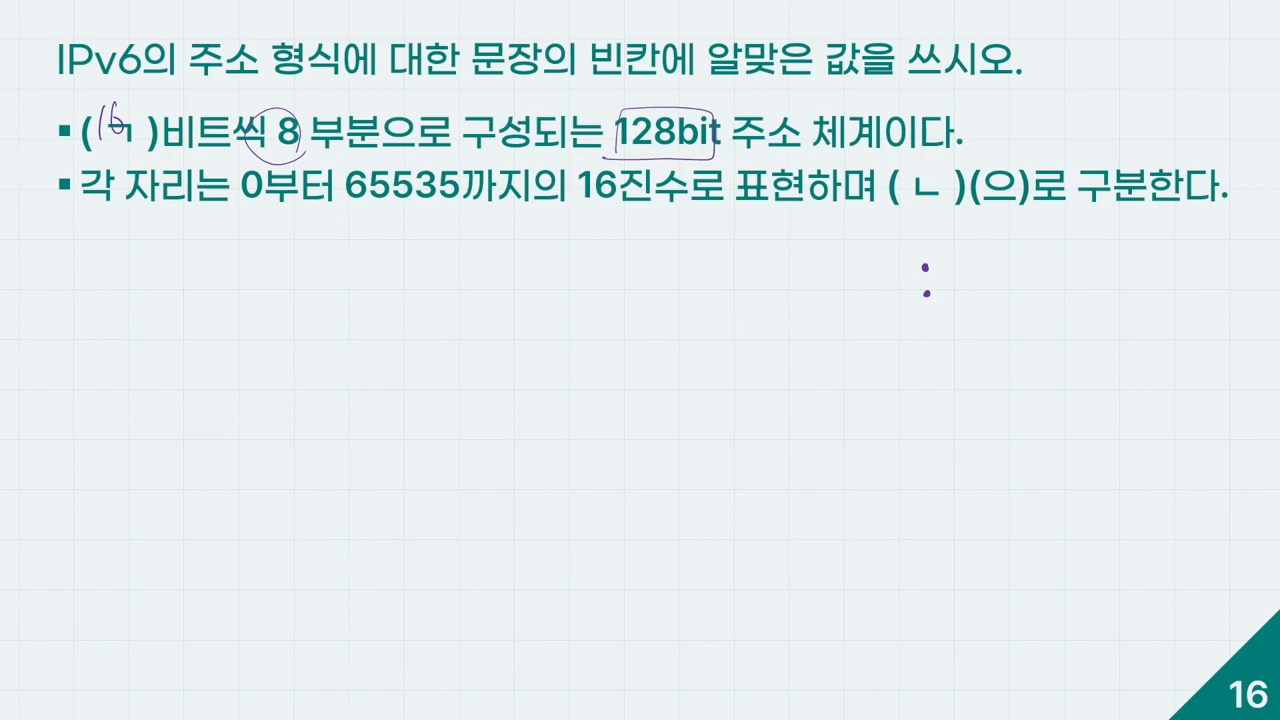 IPv6의 주소 형식에 대한 문장의 빈칸에 알맞은 값을 쓰시오.
▪ ( ㄱ )비트씩 8 부분으로 구성되는 128bit 주소 체계이다.
16
▪ 각 자리는 0부터 65535까지의 16진수로 표현하며 ( ㄴ )(으)로 구분한다.
:
16